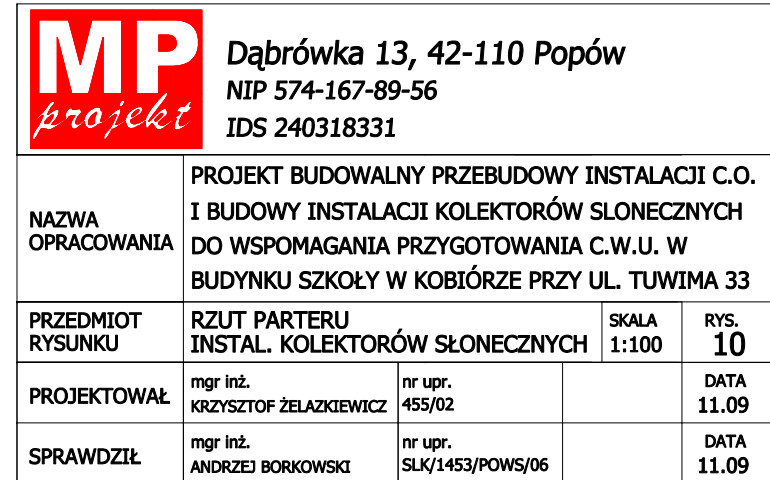 MP
projekt
Dąbrówka 13, 42-110 Popów
NIP 574-167-89-56
IDS 240318331
NAZWA
OPRACOWANIA
PROJEKT BUDOWALNY PRZEBUDOWY INSTALACJI C.O.
I BUDOWY INSTALACJI KOLEKTORÓW SLONECZNYCH
DO WSPOMAGANIA PRZYGOTOWANIA C.W.U. W
BUDYNKU SZKOŁY W KOBIÓRZE PRZY UL. TUWIMA 33
PRZEDMIOT
RYSUNKU
RZUT PARTERU
INSTAL. KOLEKTORÓW SŁONECZNYCH
SKALA
1:100
RYS.
10
PROJEKTOWAŁ
mgr inż.
KRZYSZTOF ŻELAZKIEWICZ
nr upr.
455/02
DATA
11.09
SPRAWDZIŁ
mgr inż.
ANDRZEJ BORKOWSKI
nr upr.
SLK/1453/POWS/06
DATA
11.09